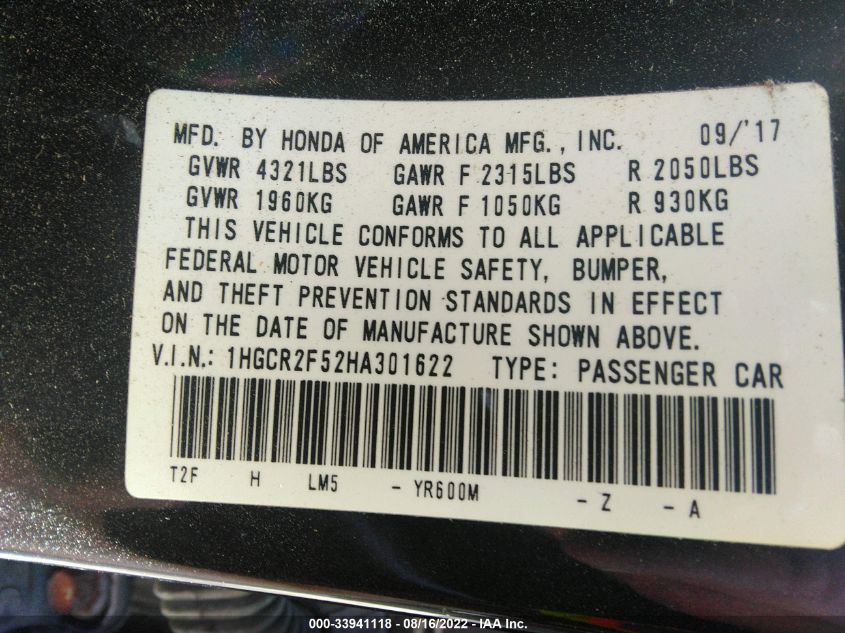 MFD. BY HONDA OF AMERICA MFG., INC. 09/'17
GVWR 4321LBS GAWR F 2315LBS R 2050LBS
GVWR 1960KG GAWR F 1050KG R 930KG
THIS VEHICLE CONFORMS TO ALL APPLICABLE
FEDERAL MOTOR VEHICLE SAFETY, BUMPER,
AND THEFT PREVENTION STANDARDS IN EFFECT
ON THE DATE OF MANUFACTURE SHOWN ABOVE.
V.I.N.: 1HGCR2F52HA301622 TYPE: PASSENGER CAR
T2F H LM5 - YR600M - Z - A
000-33941118 - 08/16/2022 - IAA Inc.